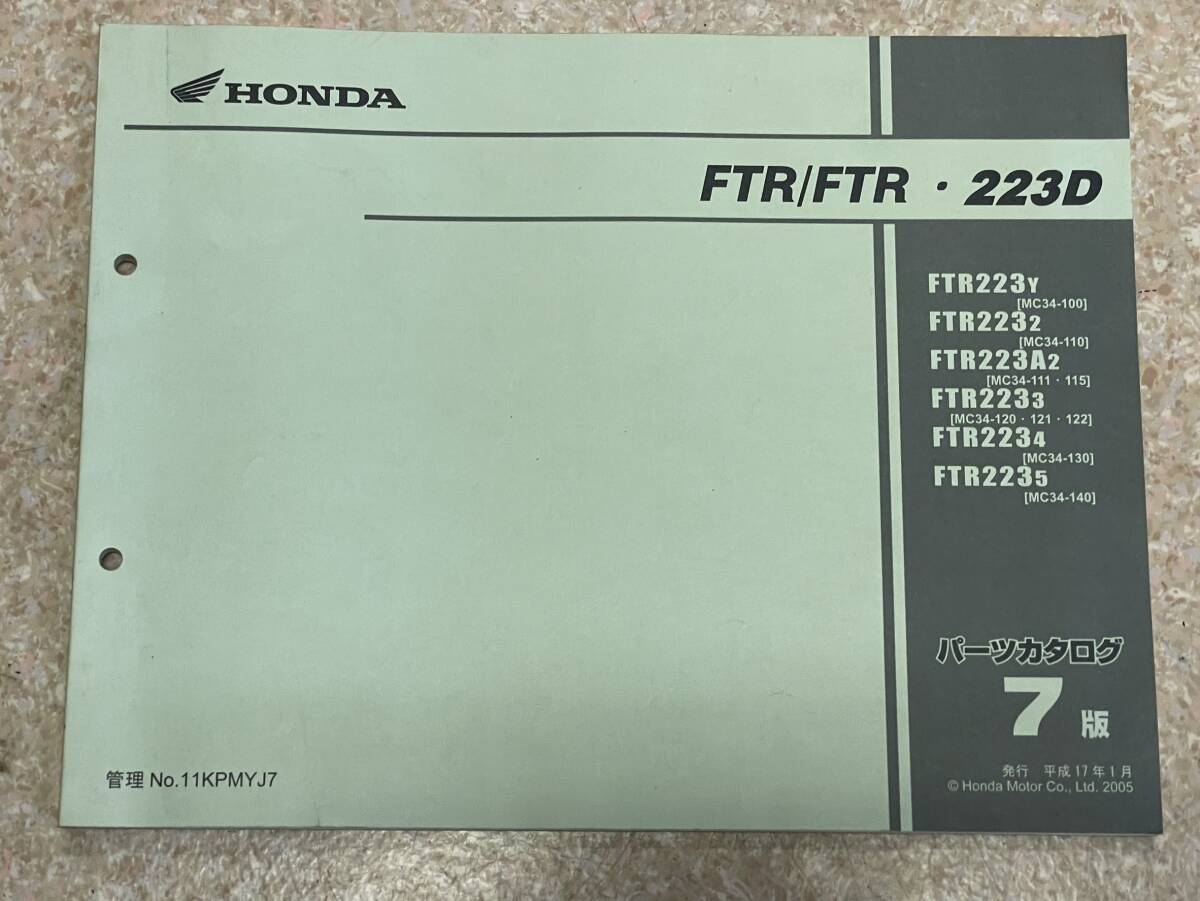 HONDA
FTR/FTR・223D
FTR223Y
[MC34-100]
FTR2232
[MC34-110]
FTR223A2
[MC34-111・115]
FTR2233
[MC34-120・121・122]
FTR2234
[MC34-130]
FTR2235
[MC34-140]
パーツカタログ
7版
管理 No.11KPMYJ7
発行 平成17年1月
© Honda Motor Co., Ltd. 2005